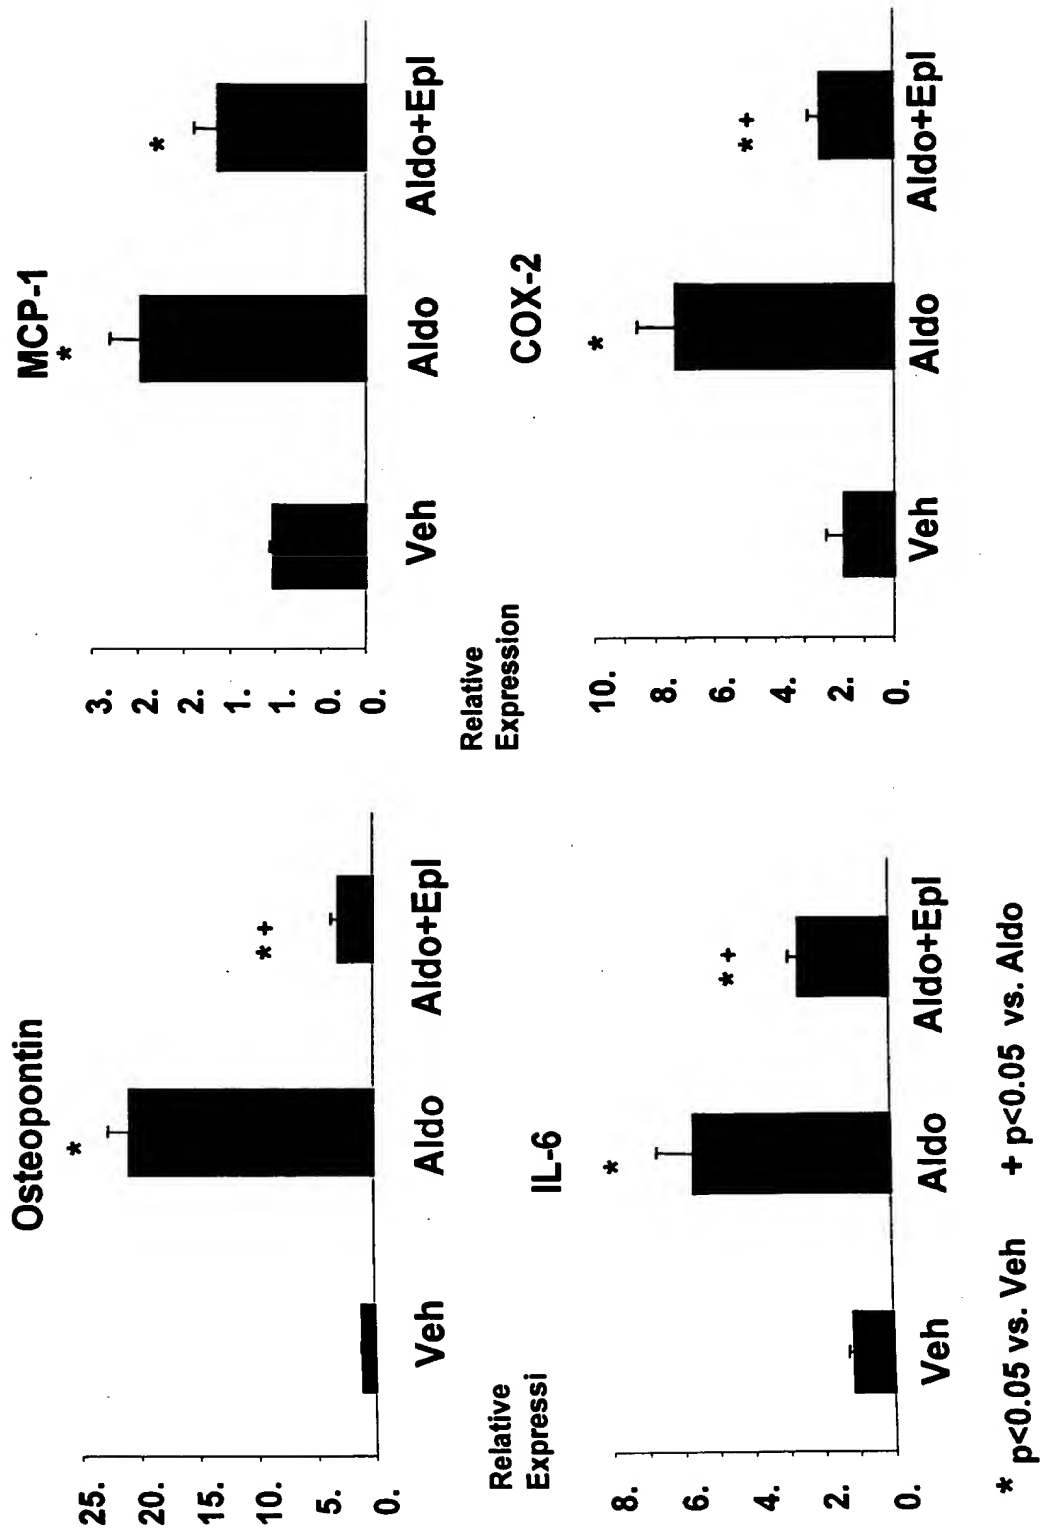 Osteopontin
25.
20.
15.
10.
5.
0.
*
* +
Veh
Aldo
Aldo+Epl
MCP-1
3.
2.
2.
1.
1.
0.
0.
*
*
Veh
Aldo
Aldo+Epl
Relative
Expressi
IL-6
8.
6.
4.
2.
0.
*
* +
Veh
Aldo
Aldo+Epl
Relative
Expression
COX-2
10.
8.
6.
4.
2.
0.
*
* +
Veh
Aldo
Aldo+Epl
* p<0.05 vs. Veh + p<0.05 vs. Aldo